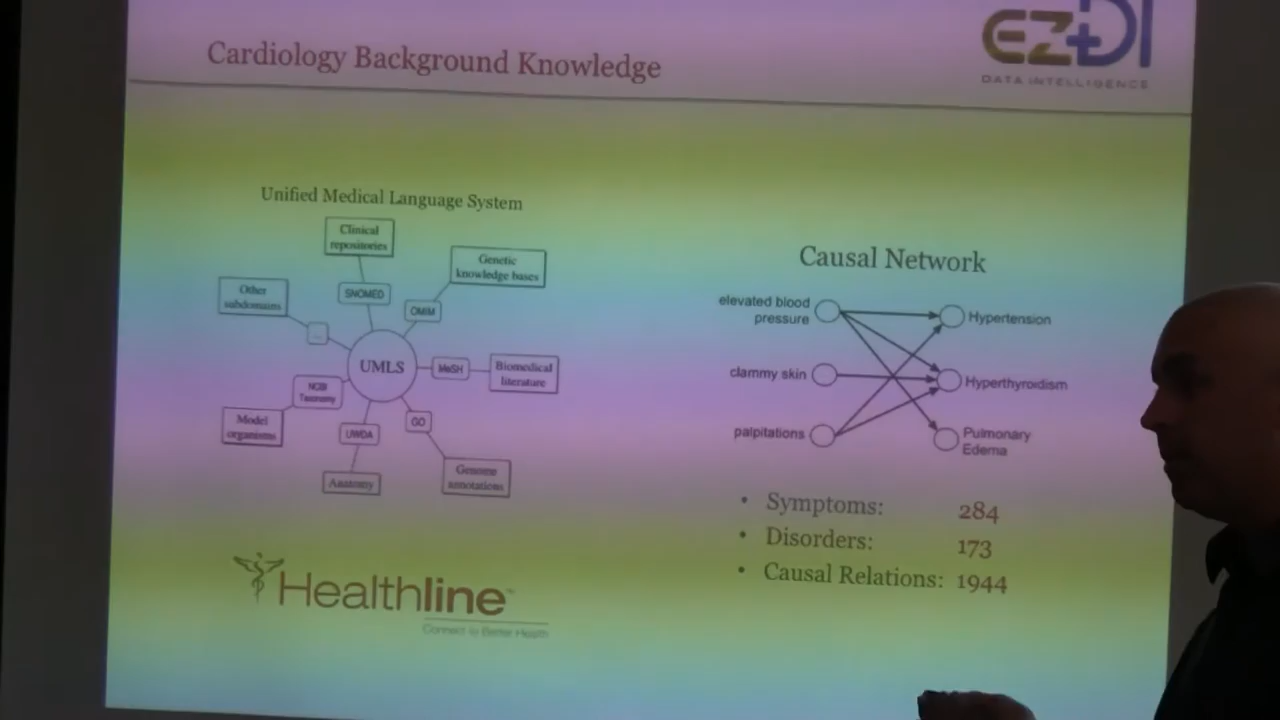 Cardiology Background Knowledge
EZDI
DATA INTELLIGENCE
Unified Medical Language System
Clinical
repositories
Genetic
knowledge bases
Other
subdomains
SNOMED
OMIM
...
UMLS
MeSH
Biomedical
literature
NCBI
Taxonomy
Model
organisms
UWDA
GO
Anatomy
Genome
annotations
Healthline
Connect to Better Health
Causal Network
elevated blood
pressure
Hypertension
clammy skin
Hyperthyroidism
palpitations
Pulmonary
Edema
• Symptoms: 284
• Disorders: 173
• Causal Relations: 1944